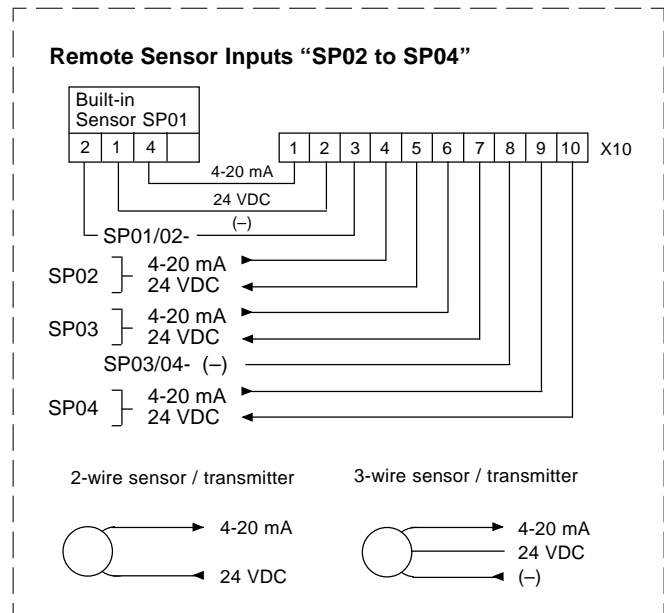 Remote Sensor Inputs “SP02 to SP04”
Built-in
Sensor SP01
2 1 4
1 2 3 4 5 6 7 8 9 10 X10
4-20 mA
24 VDC
(–)
SP01/02-
SP02 4-20 mA
24 VDC
SP03 4-20 mA
24 VDC
SP03/04- (–)
SP04 4-20 mA
24 VDC
2-wire sensor / transmitter
4-20 mA
24 VDC
3-wire sensor / transmitter
4-20 mA
24 VDC
(–)